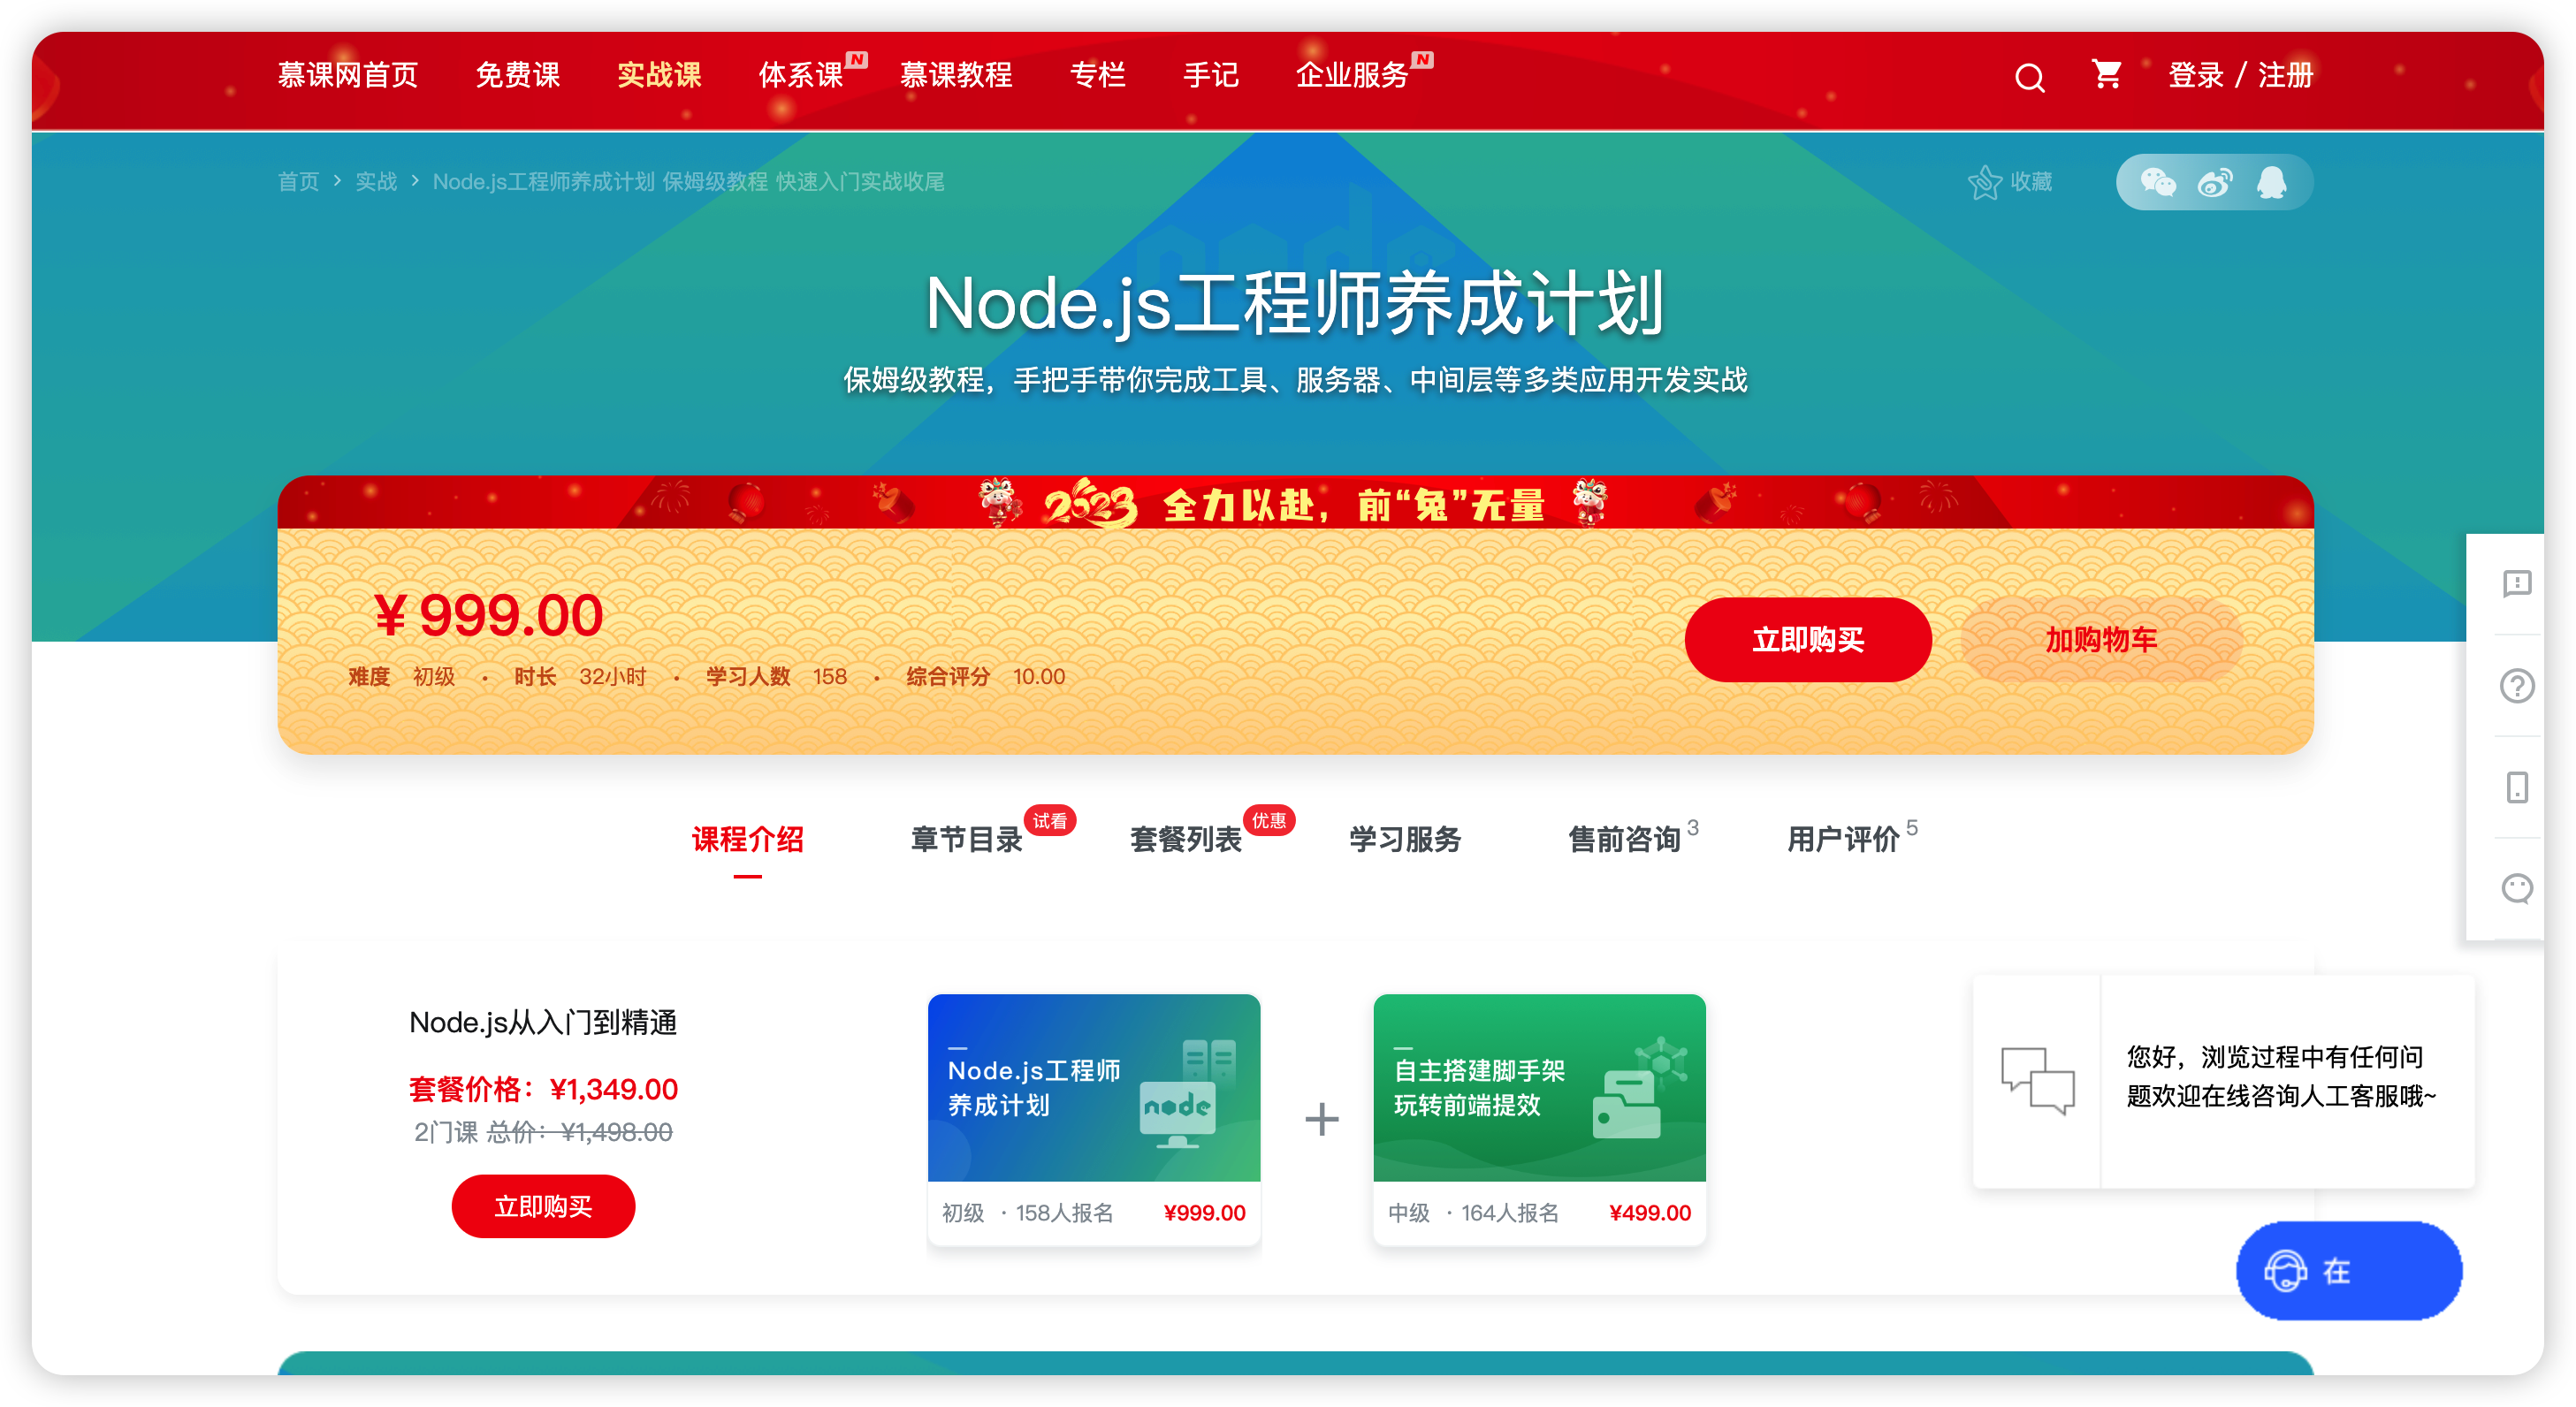 慕课网首页 免费课 实战课 体系课 N 慕课教程 专栏 手记 企业服务 N 登录 / 注册
首页 > 实战 > Node.js工程师养成计划 保姆级教程 快速入门实战收尾 收藏
node
Node.js工程师养成计划
保姆级教程，手把手带你完成工具、服务器、中间层等多类应用开发实战
2023 全力以赴，前“兔”无量
¥ 999.00
立即购买 加购物车
难度 初级 · 时长 32小时 · 学习人数 158 · 综合评分 10.00
课程介绍 章节目录 试看 套餐列表 优惠 学习服务 售前咨询 3 用户评价 5
Node.js从入门到精通
套餐价格：¥1,349.00
2门课 总价：¥1,498.00
立即购买
Node.js工程师
养成计划
node
初级 · 158人报名 ¥999.00
+
自主搭建脚手架
玩转前端提效
中级 · 164人报名 ¥499.00
您好，浏览过程中有任何问
题欢迎在线咨询人工客服哦~
在